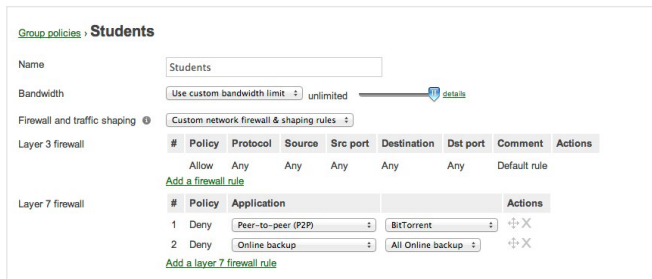 Group policies › Students
Name Students
Bandwidth Use custom bandwidth limit unlimited details
Firewall and traffic shaping Custom network firewall & shaping rules
Layer 3 firewall # Policy Protocol Source Src port Destination Dst port Comment Actions
Allow Any Any Any Any Any Default rule
Add a firewall rule
Layer 7 firewall # Policy Application Actions
1 Deny Peer-to-peer (P2P) BitTorrent
2 Deny Online backup All Online backup
Add a layer 7 firewall rule